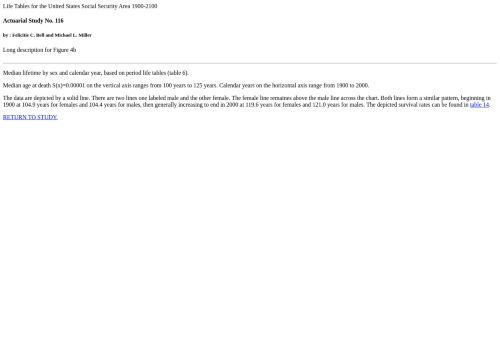 Life Tables for the United States Social Security Area 1900-2100
Actuarial Study No. 116
by : Felicitie C. Bell and Michael L. Miller
Long description for Figure 4b
Median lifetime by sex and calendar year, based on period life tables (table 6).
Median age at death S(x)=0.00001 on the vertical axis ranges from 100 years to 125 years. Calendar years on the horizontal axis range from 1900 to 2000.
The data are depicted by a solid line. There are two lines one labeled male and the other female. The female line remaines above the male line across the chart. Both lines form a similar pattern, beginning in
1900 at 104.9 years for females and 104.4 years for males, then generally increasing to end in 2000 at 119.6 years for females and 121.0 years for males. The depicted survival rates can be found in table 14.
RETURN TO STUDY.